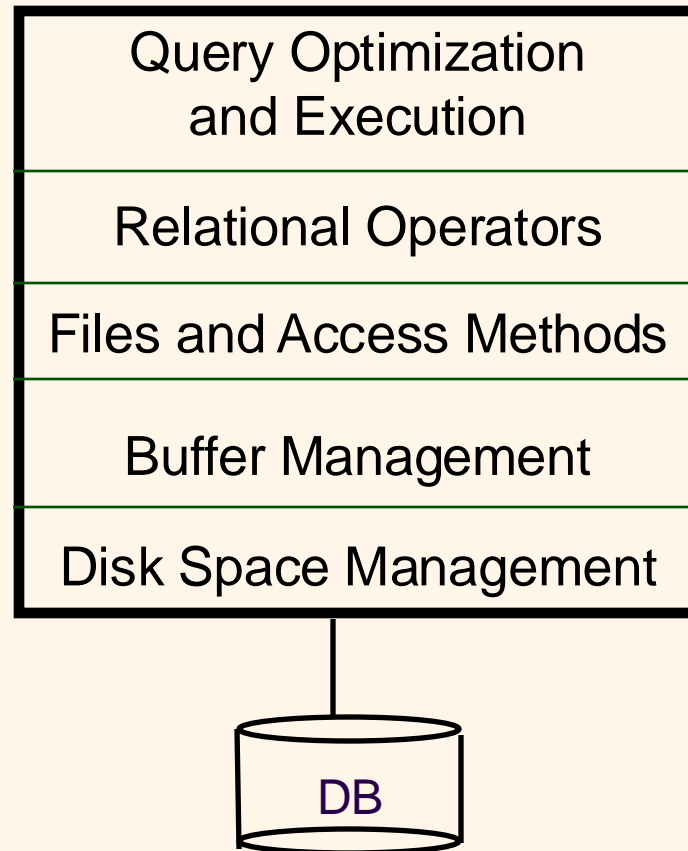 Query Optimization
and Execution
Relational Operators
Files and Access Methods
Buffer Management
Disk Space Management
DB